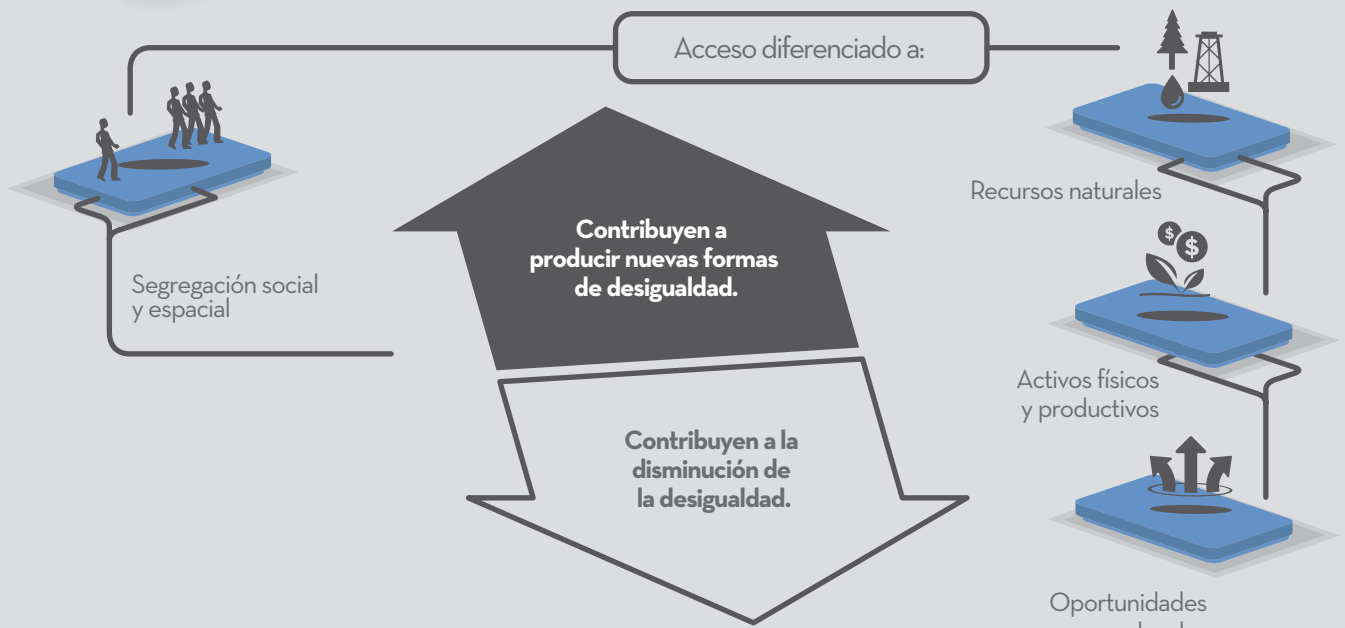 Acceso diferenciado a:
Recursos naturales
Contribuyen a
producir nuevas formas
de desigualdad.
Segregación social
y espacial
Activos físicos
y productivos
Contribuyen a la
disminución de
la desigualdad.
Oportunidades